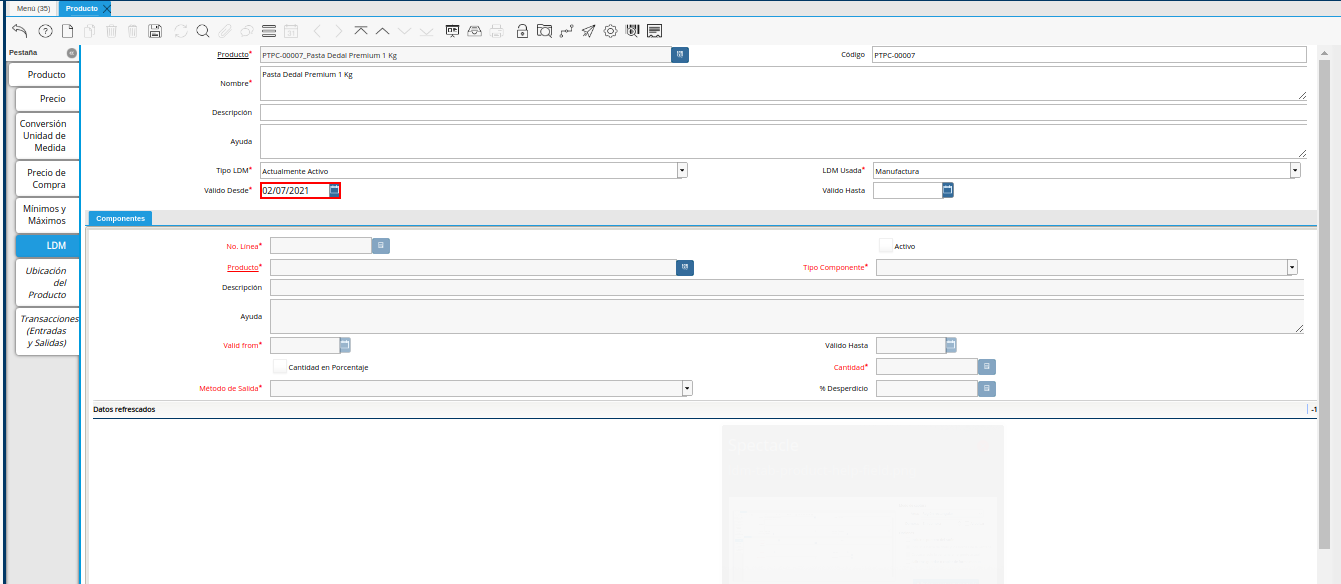 Menú (35) Producto
Pestaña
Producto* PTPC-00007_Pasta Dedal Premium 1 Kg Código PTPC-00007
Producto
Nombre* Pasta Dedal Premium 1 Kg
Precio
Descripción
Conversión
Unidad de
Medida
Ayuda
Tipo LDM* Actualmente Activo LDM Usada* Manufactura
Precio de
Compra
Válido Desde* 02/07/2021 Válido Hasta
Mínimos y
Máximos
Componentes
LDM
No. Linea* Activo
Producto* Tipo Componente*
Ubicación
del
Producto
Descripción
Ayuda
Transacciones
(Entradas
y Salidas)
Valid from* Válido Hasta
Cantidad en Porcentaje Cantidad*
Método de Salida* % Desperdicio
Datos refrescados -1